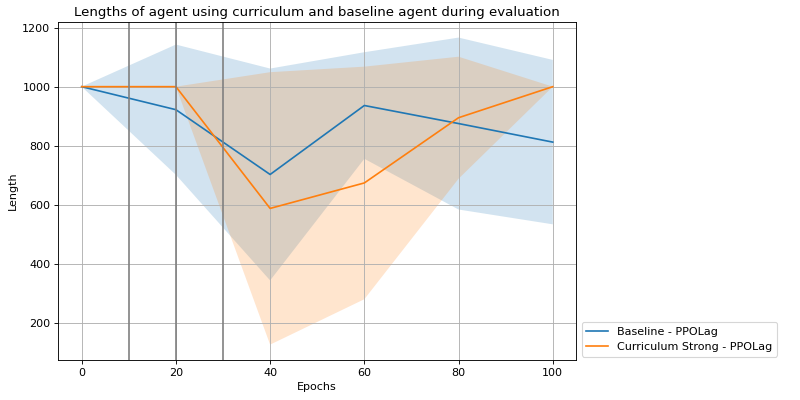 Lengths of agent using curriculum and baseline agent during evaluation
1200
1000
800
600
400
200
Length
0 20 40 60 80 100
Epochs
Baseline - PPOLag
Curriculum Strong - PPOLag